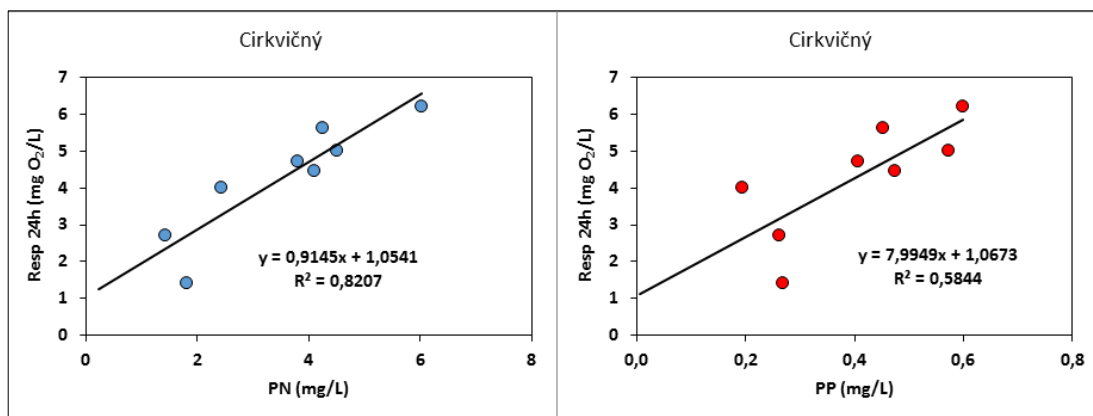 Cirkvičný
Resp 24h (mg O₂/L)
7
6
5
4
3
2
1
0
y = 0,9145x + 1,0541
R² = 0,8207
0
2
4
6
8
PN (mg/L)
Cirkvičný
Resp 24h (mg O₂/L)
7
6
5
4
3
2
1
0
y = 7,9949x + 1,0673
R² = 0,5844
0,0
0,2
0,4
0,6
0,8
PP (mg/L)